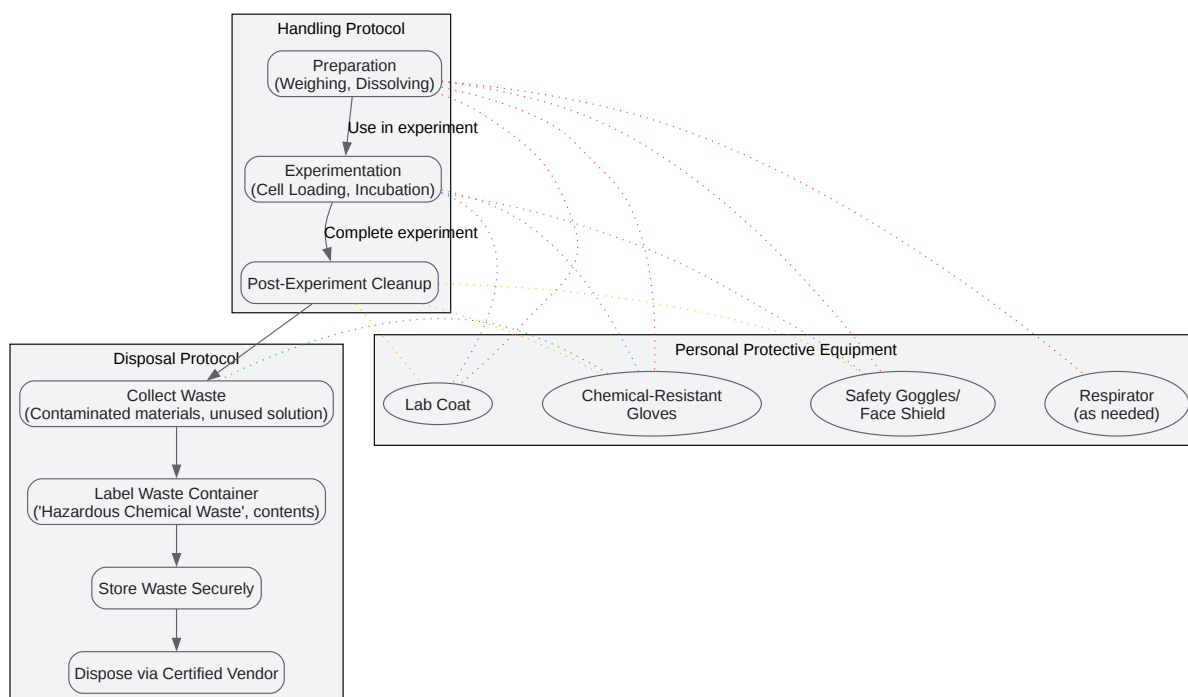 Handling Protocol
Preparation
(Weighing, Dissolving)
Use in experiment
Experimentation
(Cell Loading, Incubation)
Complete experiment
Post-Experiment Cleanup
Disposal Protocol
Collect Waste
(Contaminated materials, unused solution)
Label Waste Container
('Hazardous Chemical Waste', contents)
Store Waste Securely
Dispose via Certified Vendor
Personal Protective Equipment
Lab Coat
Chemical-Resistant
Gloves
Safety Goggles/
Face Shield
Respirator
(as needed)